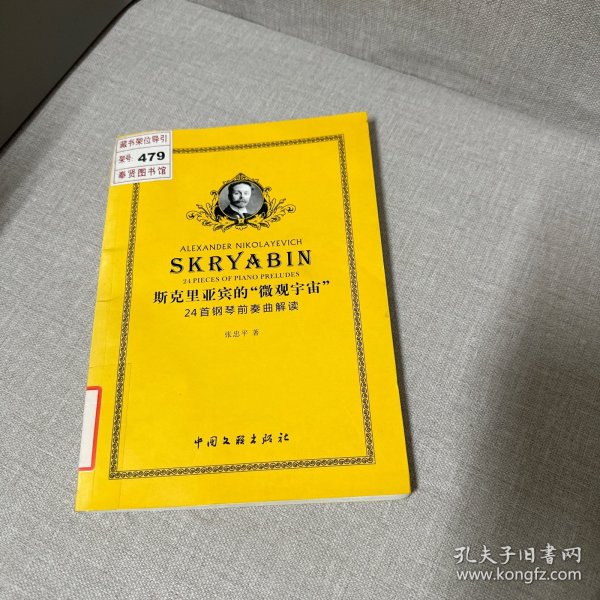 藏书架位导引
架号: 479
奉贤图书馆
ALEXANDER NIKOLAYEVICH
SKRYABIN
24 PIECES OF PIANO PRELUDES
斯克里亚宾的“微观宇宙”
24首钢琴前奏曲解读
张忠平 著
中国文联出版社
孔夫子旧书网
www.kongfz.com